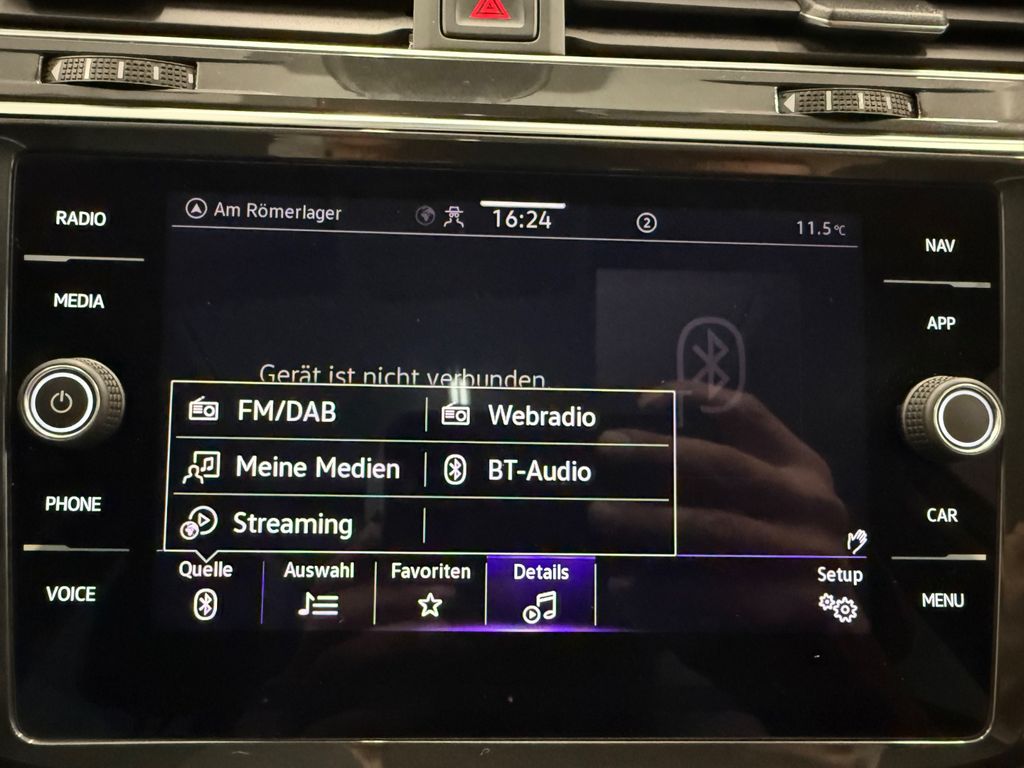 RADIO
MEDIA
PHONE
VOICE
Am Römerlager
16:24
2
11.5°C
Gerät ist nicht verbunden.
FM/DAB
Webradio
Meine Medien
BT-Audio
Streaming
Quelle
Auswahl
Favoriten
Details
Setup
NAV
APP
CAR
MENU